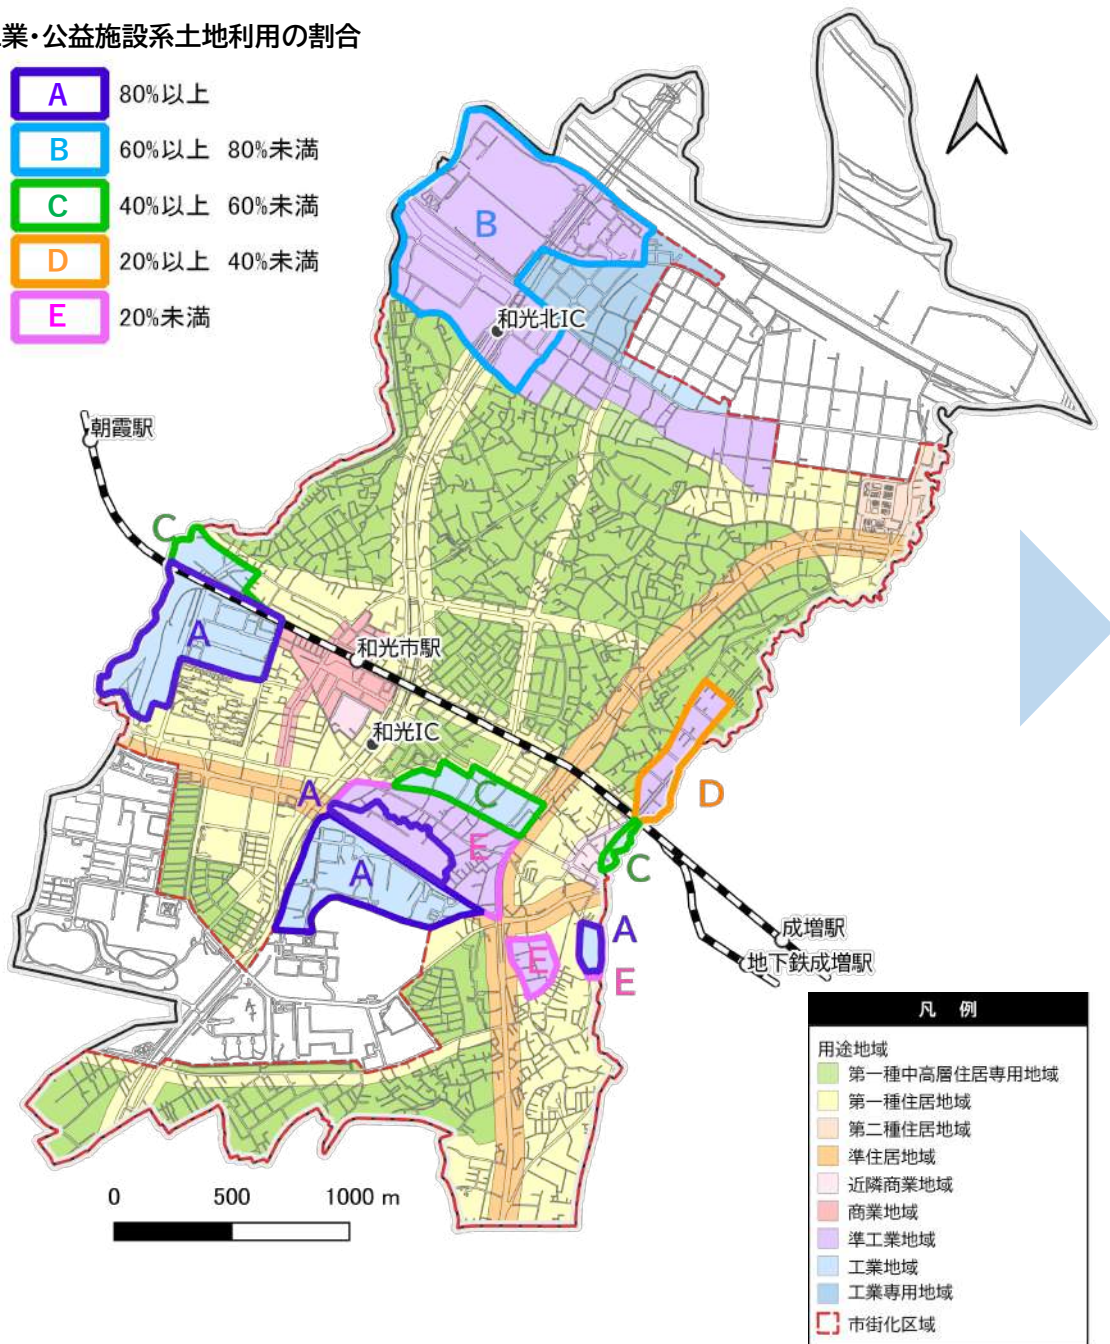 業・公益施設系土地利用の割合
A 80%以上
B 60%以上 80%未満
C 40%以上 60%未満
D 20%以上 40%未満
E 20%未満
B
和光北IC
朝霞駅
C
A
和光市駅
和光IC
A
C
D
E
A
C
A
成増駅
地下鉄成増駅
E
E
凡 例
用途地域
第一種中高層住居専用地域
第一種住居地域
第二種住居地域
準住居地域
近隣商業地域
商業地域
準工業地域
工業地域
工業専用地域
市街化区域
0 500 1000 m